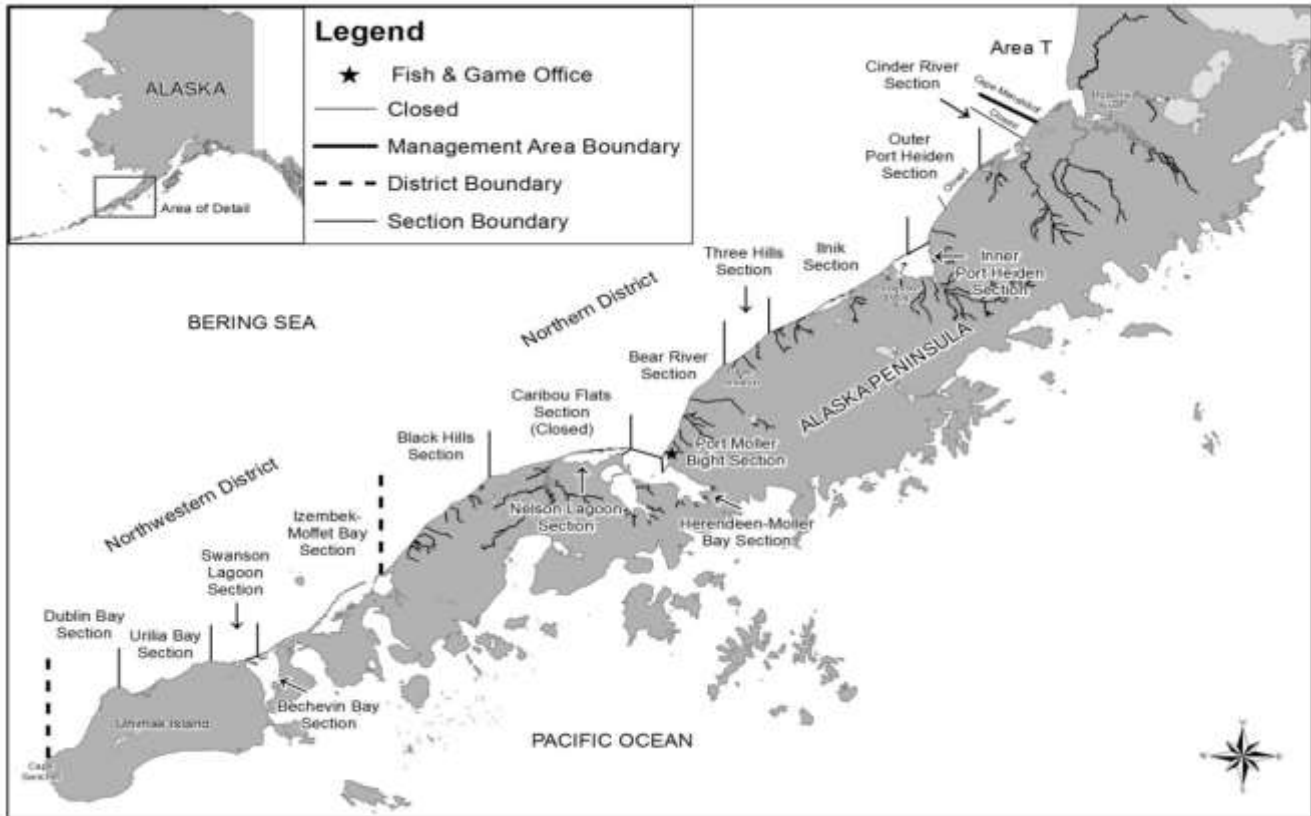 ALASKA
Area of Detail
Legend
Fish & Game Office
Closed
Management Area Boundary
District Boundary
Section Boundary
Area T
Cinder River
Section
Closed
Outer
Port Heiden
Section
Closed
Three Hills
Section
Ilnik
Section
Inner
Port Heiden
Section
BERING SEA
Northern District
Bear River
Section
ALASKA PENINSULA
Caribou Flats
Section
(Closed)
Black Hills
Section
Port Moller
Bight Section
Northwestern District
Izembek-
Moffet Bay
Section
Nelson Lagoon
Section
Herendeen-Moller
Bay Section
Swanson
Lagoon
Section
Dublin Bay
Section
Urilia Bay
Section
Bechevin Bay
Section
Unimak Island
PACIFIC OCEAN
Cape